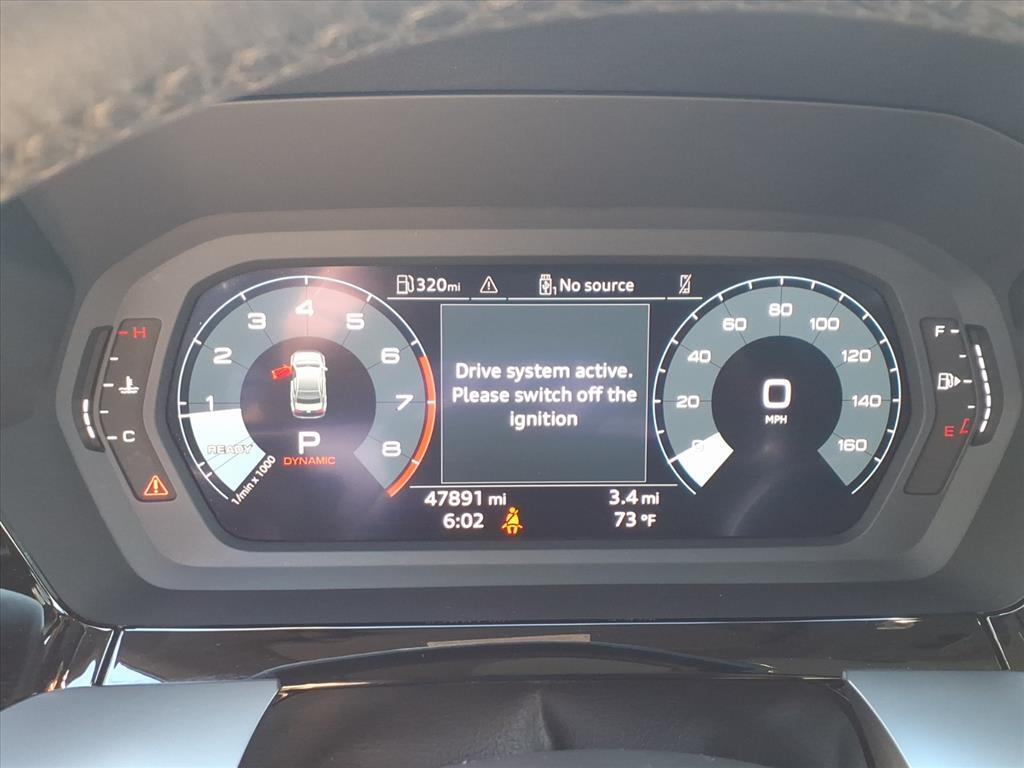 320mi
1 No source
H
C
1
2
3
4
5
6
7
8
READY
1/min x 1000
P
DYNAMIC
Drive system active.
Please switch off the
ignition
0
20
40
60
80
100
120
140
160
0
MPH
F
E
47891 mi
3.4 mi
6:02
73 °F